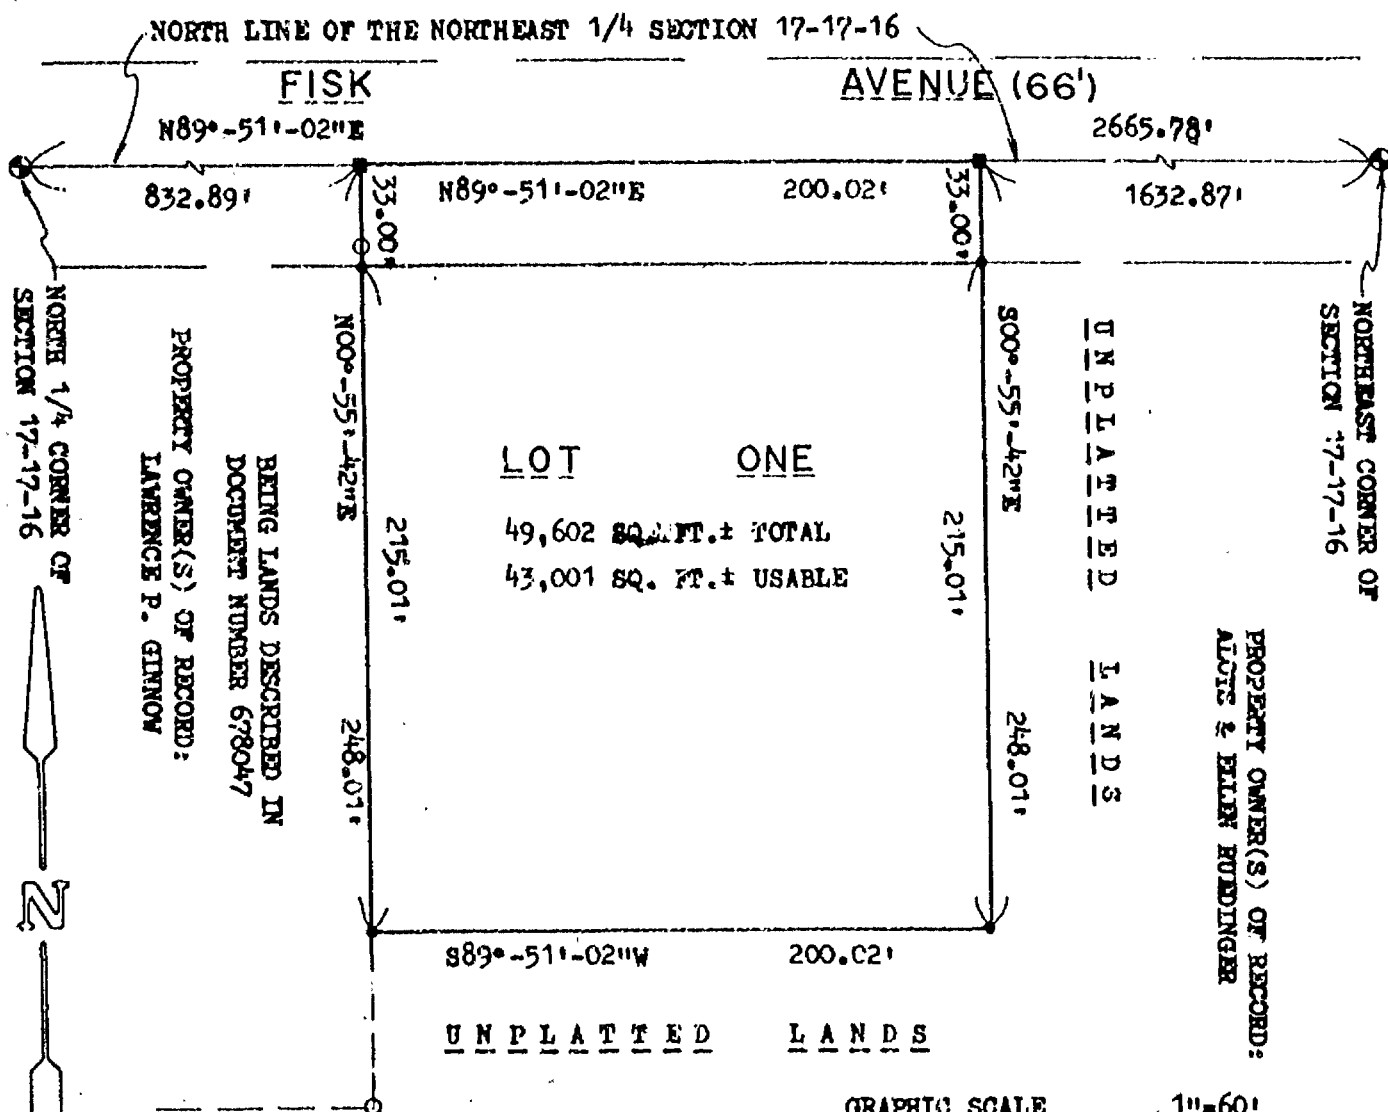 NORTH LINE OF THE NORTHEAST 1/4 SECTION 17-17-16
FISK AVENUE (66')
N89°-51'-02"E
2665.78'
832.89'
33.00'
N89°-51'-02"E 200.02'
33.00'
1632.87'
NORTH 1/4 CORNER OF
SECTION 17-17-16
PROPERTY OWNER(S) OF RECORD:
LAWRENCE P. GINNOW
BEING LANDS DESCRIBED IN
DOCUMENT NUMBER 678047
N00°-55'-42"E
215.01'
248.01'
LOT ONE
49,602 SQ. FT.± TOTAL
43,001 SQ. FT.± USABLE
S00°-55'-42"E
215.01'
248.01'
UNPLATTED LANDS
NORTHEAST CORNER OF
SECTION 17-17-16
PROPERTY OWNER(S) OF RECORD:
& ELLEN
N
S89°-51'-02"W 200.02'
UNPLATTED LANDS
GRAPHIC SCALE 1"=60'